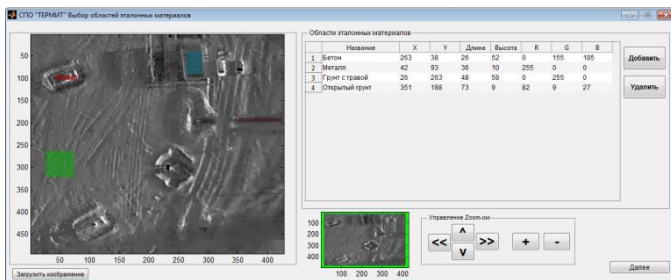 СПО "ТЕРМИТ" Выбор областей эталонных материалов
Области эталонных материалов
Название X Y Длина Высота R G B
1 Бетон 263 38 26 52 0 155 185
2 Металл 42 93 36 10 255 0 0
3 Грунт с травой 26 263 48 58 0 255 0
4 Открытый грунт 351 188 73 9 82 9 27
Добавить
Удалить
50
100
150
200
250
300
350
400
450
50 100 150 200 250 300 350 400
Загрузить изображение
100
200
300
400
100 200 300 400
Управление Zoom-ом
<< ^ v >> + -
Далее